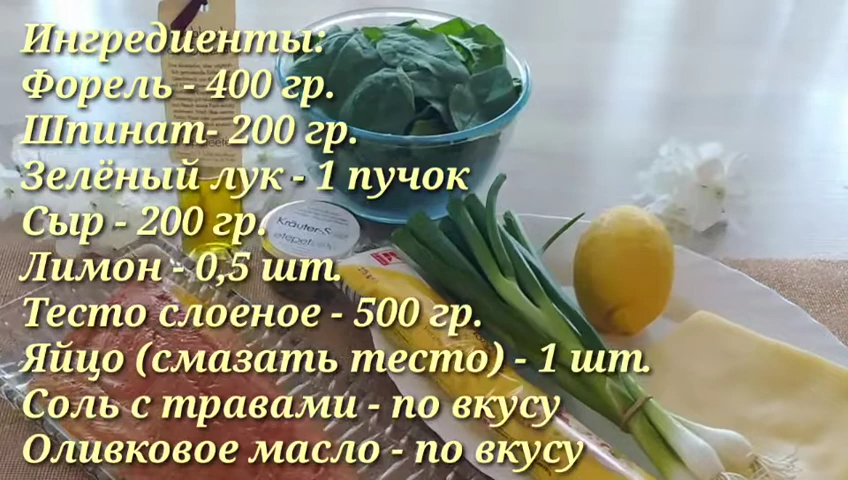 Ингредиенты:
Форель - 400 гр.
Шпинат- 200 гр.
Зелёный лук - 1 пучок
Сыр - 200 гр.
Лимон - 0,5 шт.
Тесто слоеное - 500 гр.
Яйцо (смазать тесто) - 1 шт.
Соль с травами - по вкусу
Оливковое масло - по вкусу
Kräuter-S